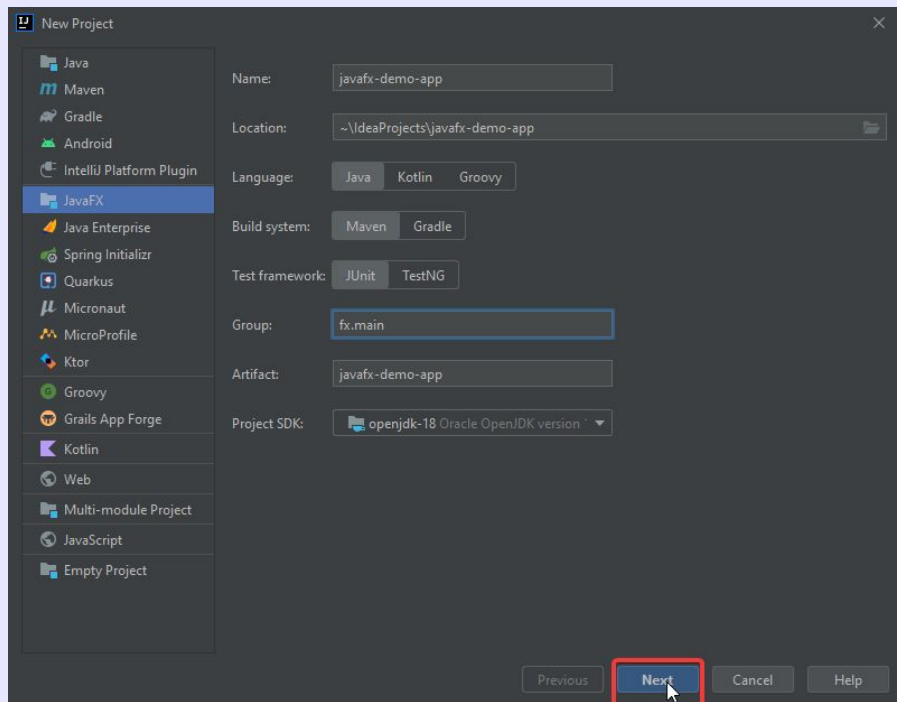 New Project
Java
Maven
Gradle
Android
IntelliJ Platform Plugin
JavaFX
Java Enterprise
Spring Initializr
Quarkus
Micronaut
MicroProfile
Ktor
Groovy
Grails App Forge
Kotlin
Web
Multi-module Project
JavaScript
Empty Project
Name: javafx-demo-app
Location: ~\IdeaProjects\javafx-demo-app
Language: Java Kotlin Groovy
Build system: Maven Gradle
Test framework: JUnit TestNG
Group: fx.main
Artifact: javafx-demo-app
Project SDK: openjdk-18 Oracle OpenJDK version
Previous Next Cancel Help